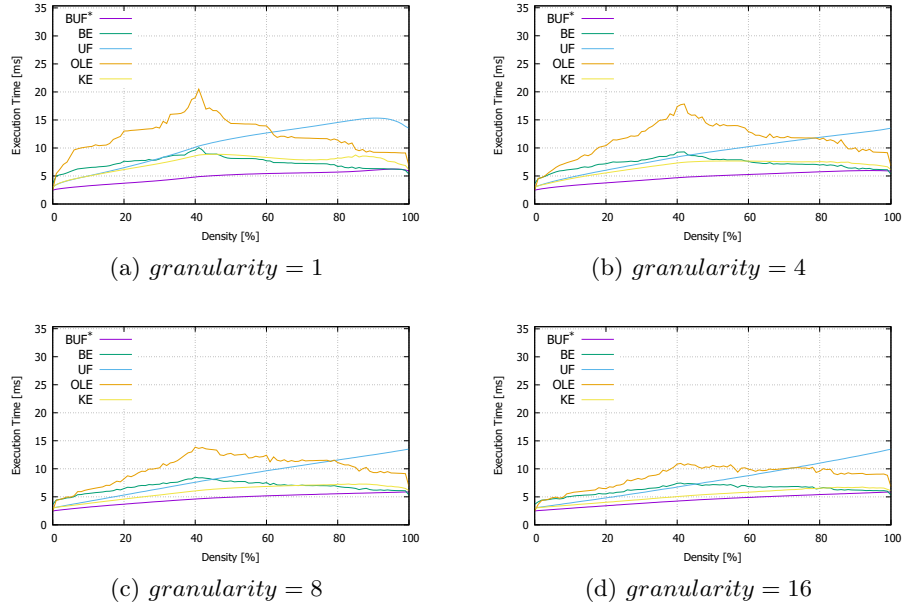 35
30
25
20
15
10
5
0
Execution Time [ms]
BUF*
BE
UF
OLE
KE
0 20 40 60 80 100
Density [%]
(a) granularity = 1
35
30
25
20
15
10
5
0
Execution Time [ms]
BUF*
BE
UF
OLE
KE
0 20 40 60 80 100
Density [%]
(b) granularity = 4
35
30
25
20
15
10
5
0
Execution Time [ms]
BUF*
BE
UF
OLE
KE
0 20 40 60 80 100
Density [%]
(c) granularity = 8
35
30
25
20
15
10
5
0
Execution Time [ms]
BUF*
BE
UF
OLE
KE
0 20 40 60 80 100
Density [%]
(d) granularity = 16